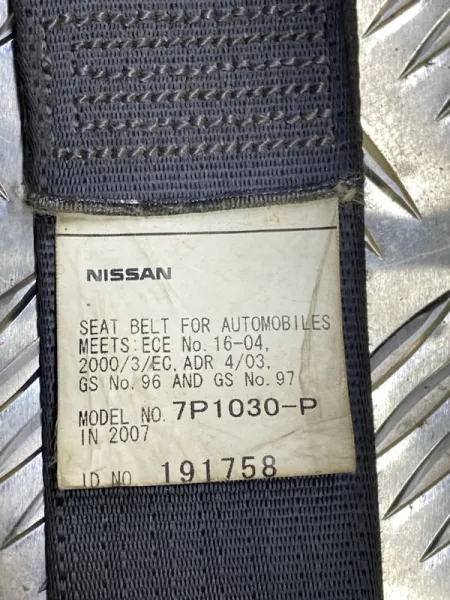 NISSAN
SEAT BELT FOR AUTOMOBILES
MEETS:ECE No. 16-04,
2000/3/EC, ADR 4/03,
GS No. 96 AND GS No. 97
MODEL NO. 7P1030-P
IN 2007
ID NO 191758